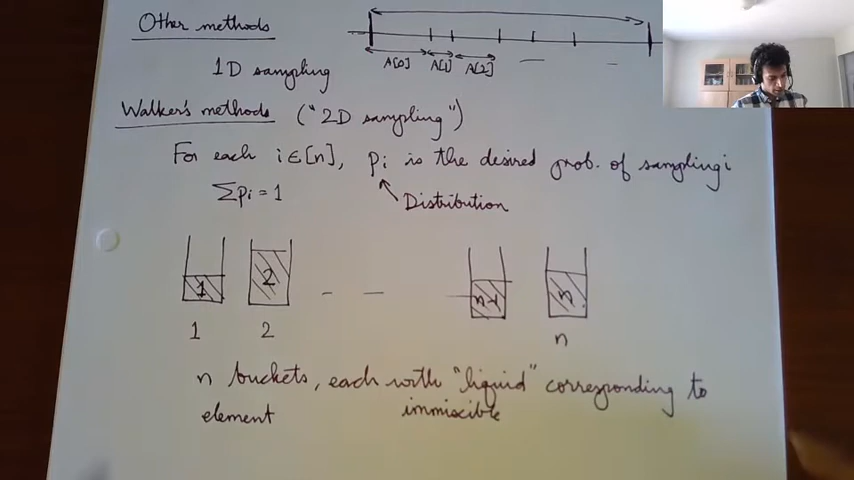 Other methods
A[0] A[1] A[2]
1D sampling
Walker's methods ("2D sampling")
For each i∈[n], pi is the desired prob. of sampling i
∑pi = 1
Distribution
1 2 n-1 n
1 2 n
n buckets, each with "liquid" corresponding to
element immiscible